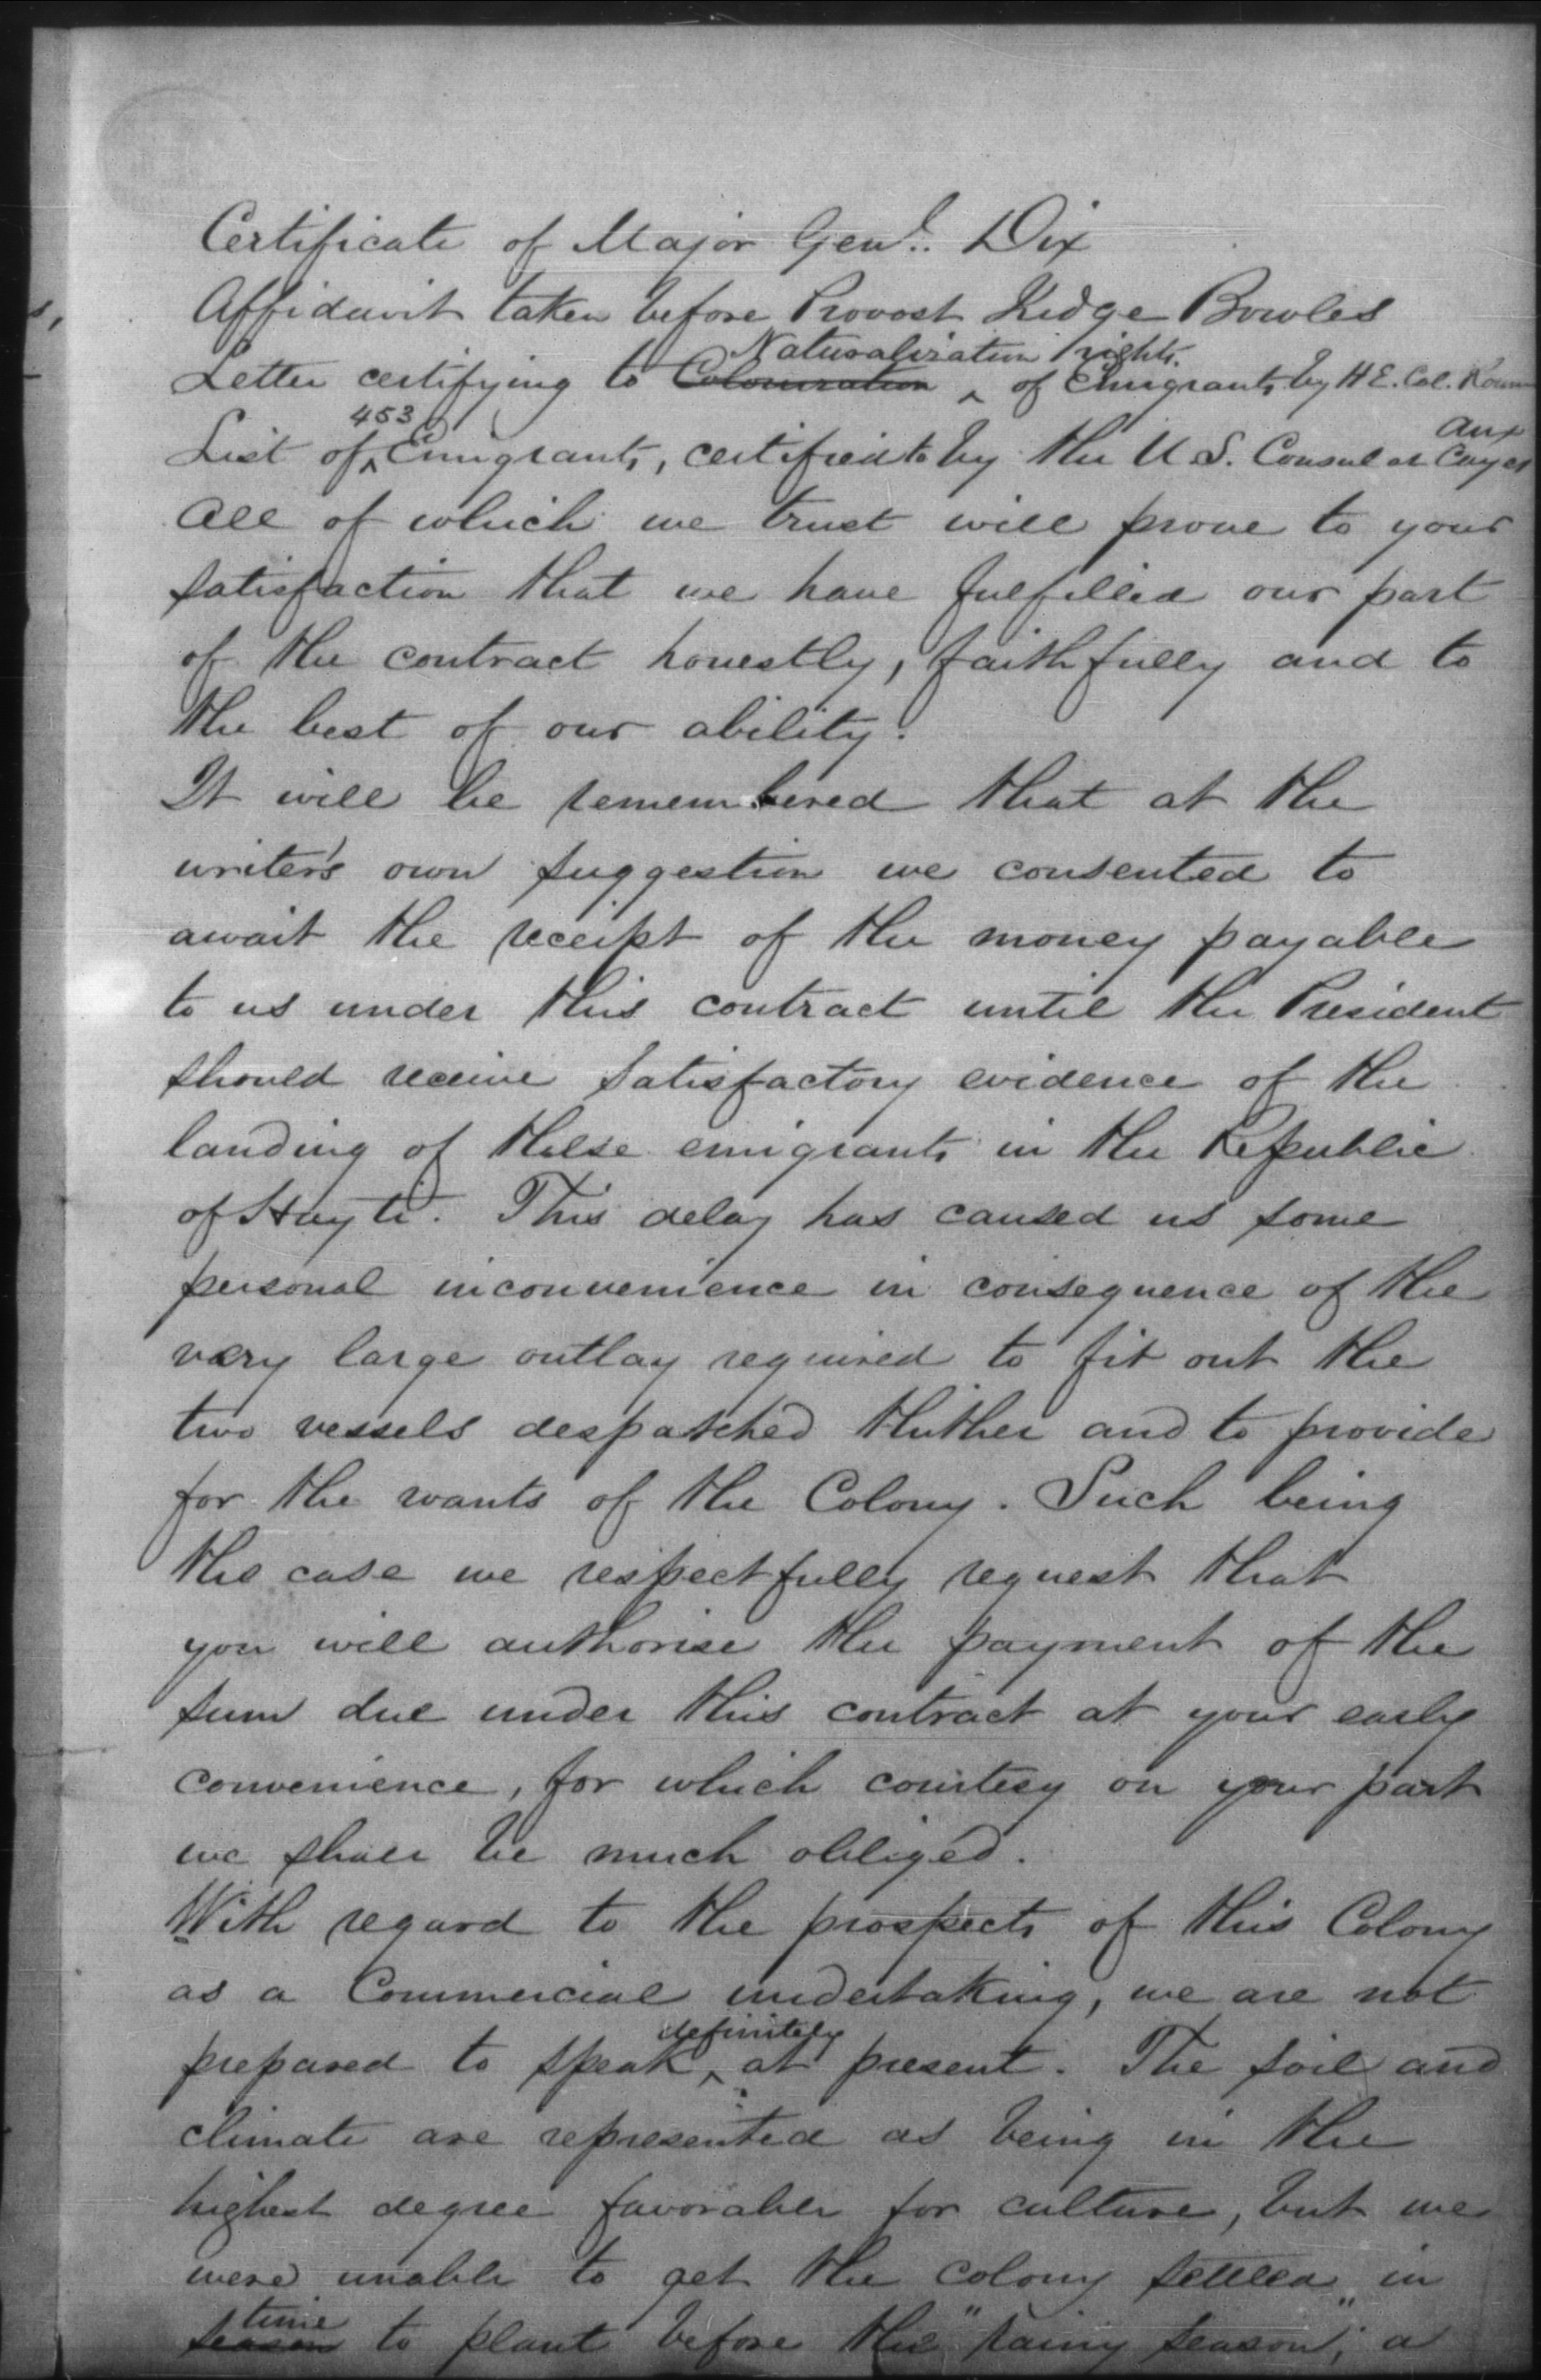 Certificate of Major Genl. Dix
Affidavit taken before Provost Judge Bowles
Letter certifying to Colonization Naturalization rights. of Emigrants by H E. Col.
List of 453 Emigrants, certified to by the U S. Consul at Aux Cayes
All of which we trust will prove to your
satisfaction that we have fulfilled our part
of the contract honestly, faithfully and to
the best of our ability.
It will be remembered that at the
writer's own suggestion we consented to
await the receipt of the money payable
to us under this contract until the President
should receive satisfactory evidence of the
landing of these emigrants in the Republic
of Hayti. This delay has caused us some
personal inconvenience in consequence of the
very large outlay required to fit out the
two vessels despatched thither and to provide
for the wants of the Colony. Such being
the case we respectfully request that
you will authorise the payment of the
sum due under this contract at your early
convenience, for which courtesy on your part
we shall be much obliged.
With regard to the prospects of this Colony
as a Commercial undertaking, we are not
prepared to speak definitely at present. The soil and
climate are represented as being in the
highest degree favorable for culture, but we
were unable to get the colony settled in
season time to plant before the "rainy season"; a